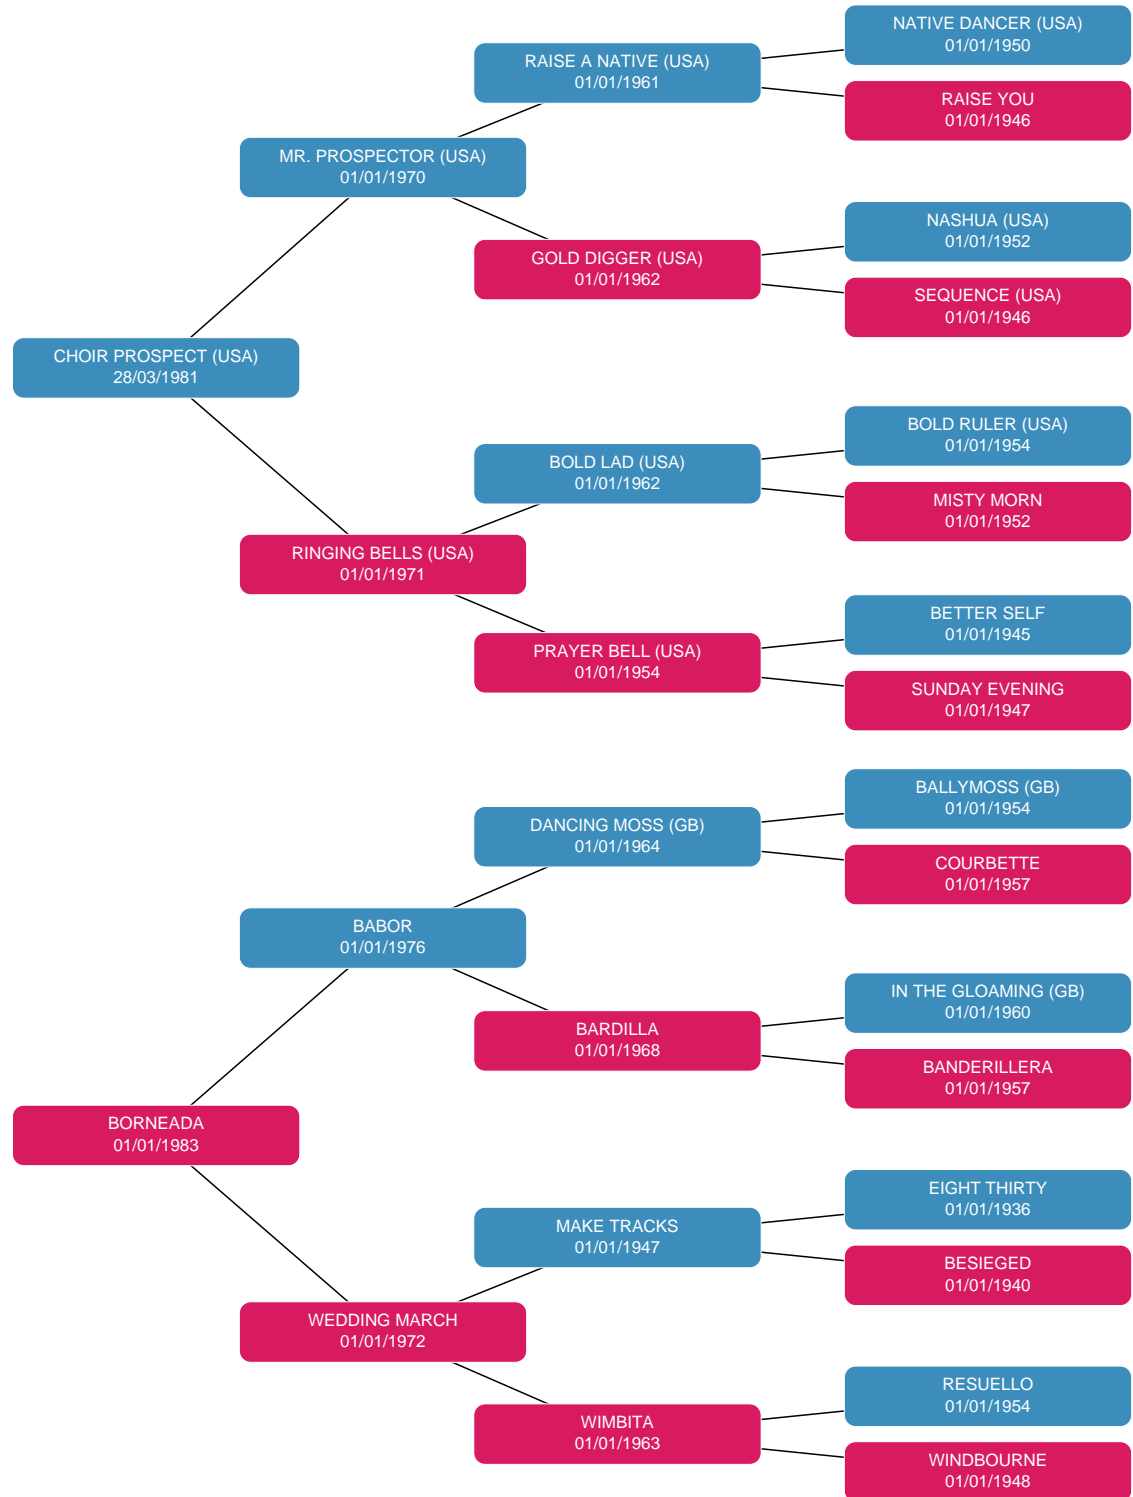 NATIVE DANCER (USA)
01/01/1950
RAISE A NATIVE (USA)
01/01/1961
RAISE YOU
01/01/1946
MR. PROSPECTOR (USA)
01/01/1970
NASHUA (USA)
01/01/1952
GOLD DIGGER (USA)
01/01/1962
SEQUENCE (USA)
01/01/1946
CHOIR PROSPECT (USA)
28/03/1981
BOLD RULER (USA)
01/01/1954
BOLD LAD (USA)
01/01/1962
MISTY MORN
01/01/1952
RINGING BELLS (USA)
01/01/1971
BETTER SELF
01/01/1945
PRAYER BELL (USA)
01/01/1954
SUNDAY EVENING
01/01/1947
BALLYMOSS (GB)
01/01/1954
DANCING MOSS (GB)
01/01/1964
COURBETTE
01/01/1957
BABOR
01/01/1976
IN THE GLOAMING (GB)
01/01/1960
BARDILLA
01/01/1968
BANDERILLERA
01/01/1957
BORNEADA
01/01/1983
EIGHT THIRTY
01/01/1936
MAKE TRACKS
01/01/1947
BESIEGED
01/01/1940
WEDDING MARCH
01/01/1972
RESUELLO
01/01/1954
WIMBITA
01/01/1963
WINDBOURNE
01/01/1948